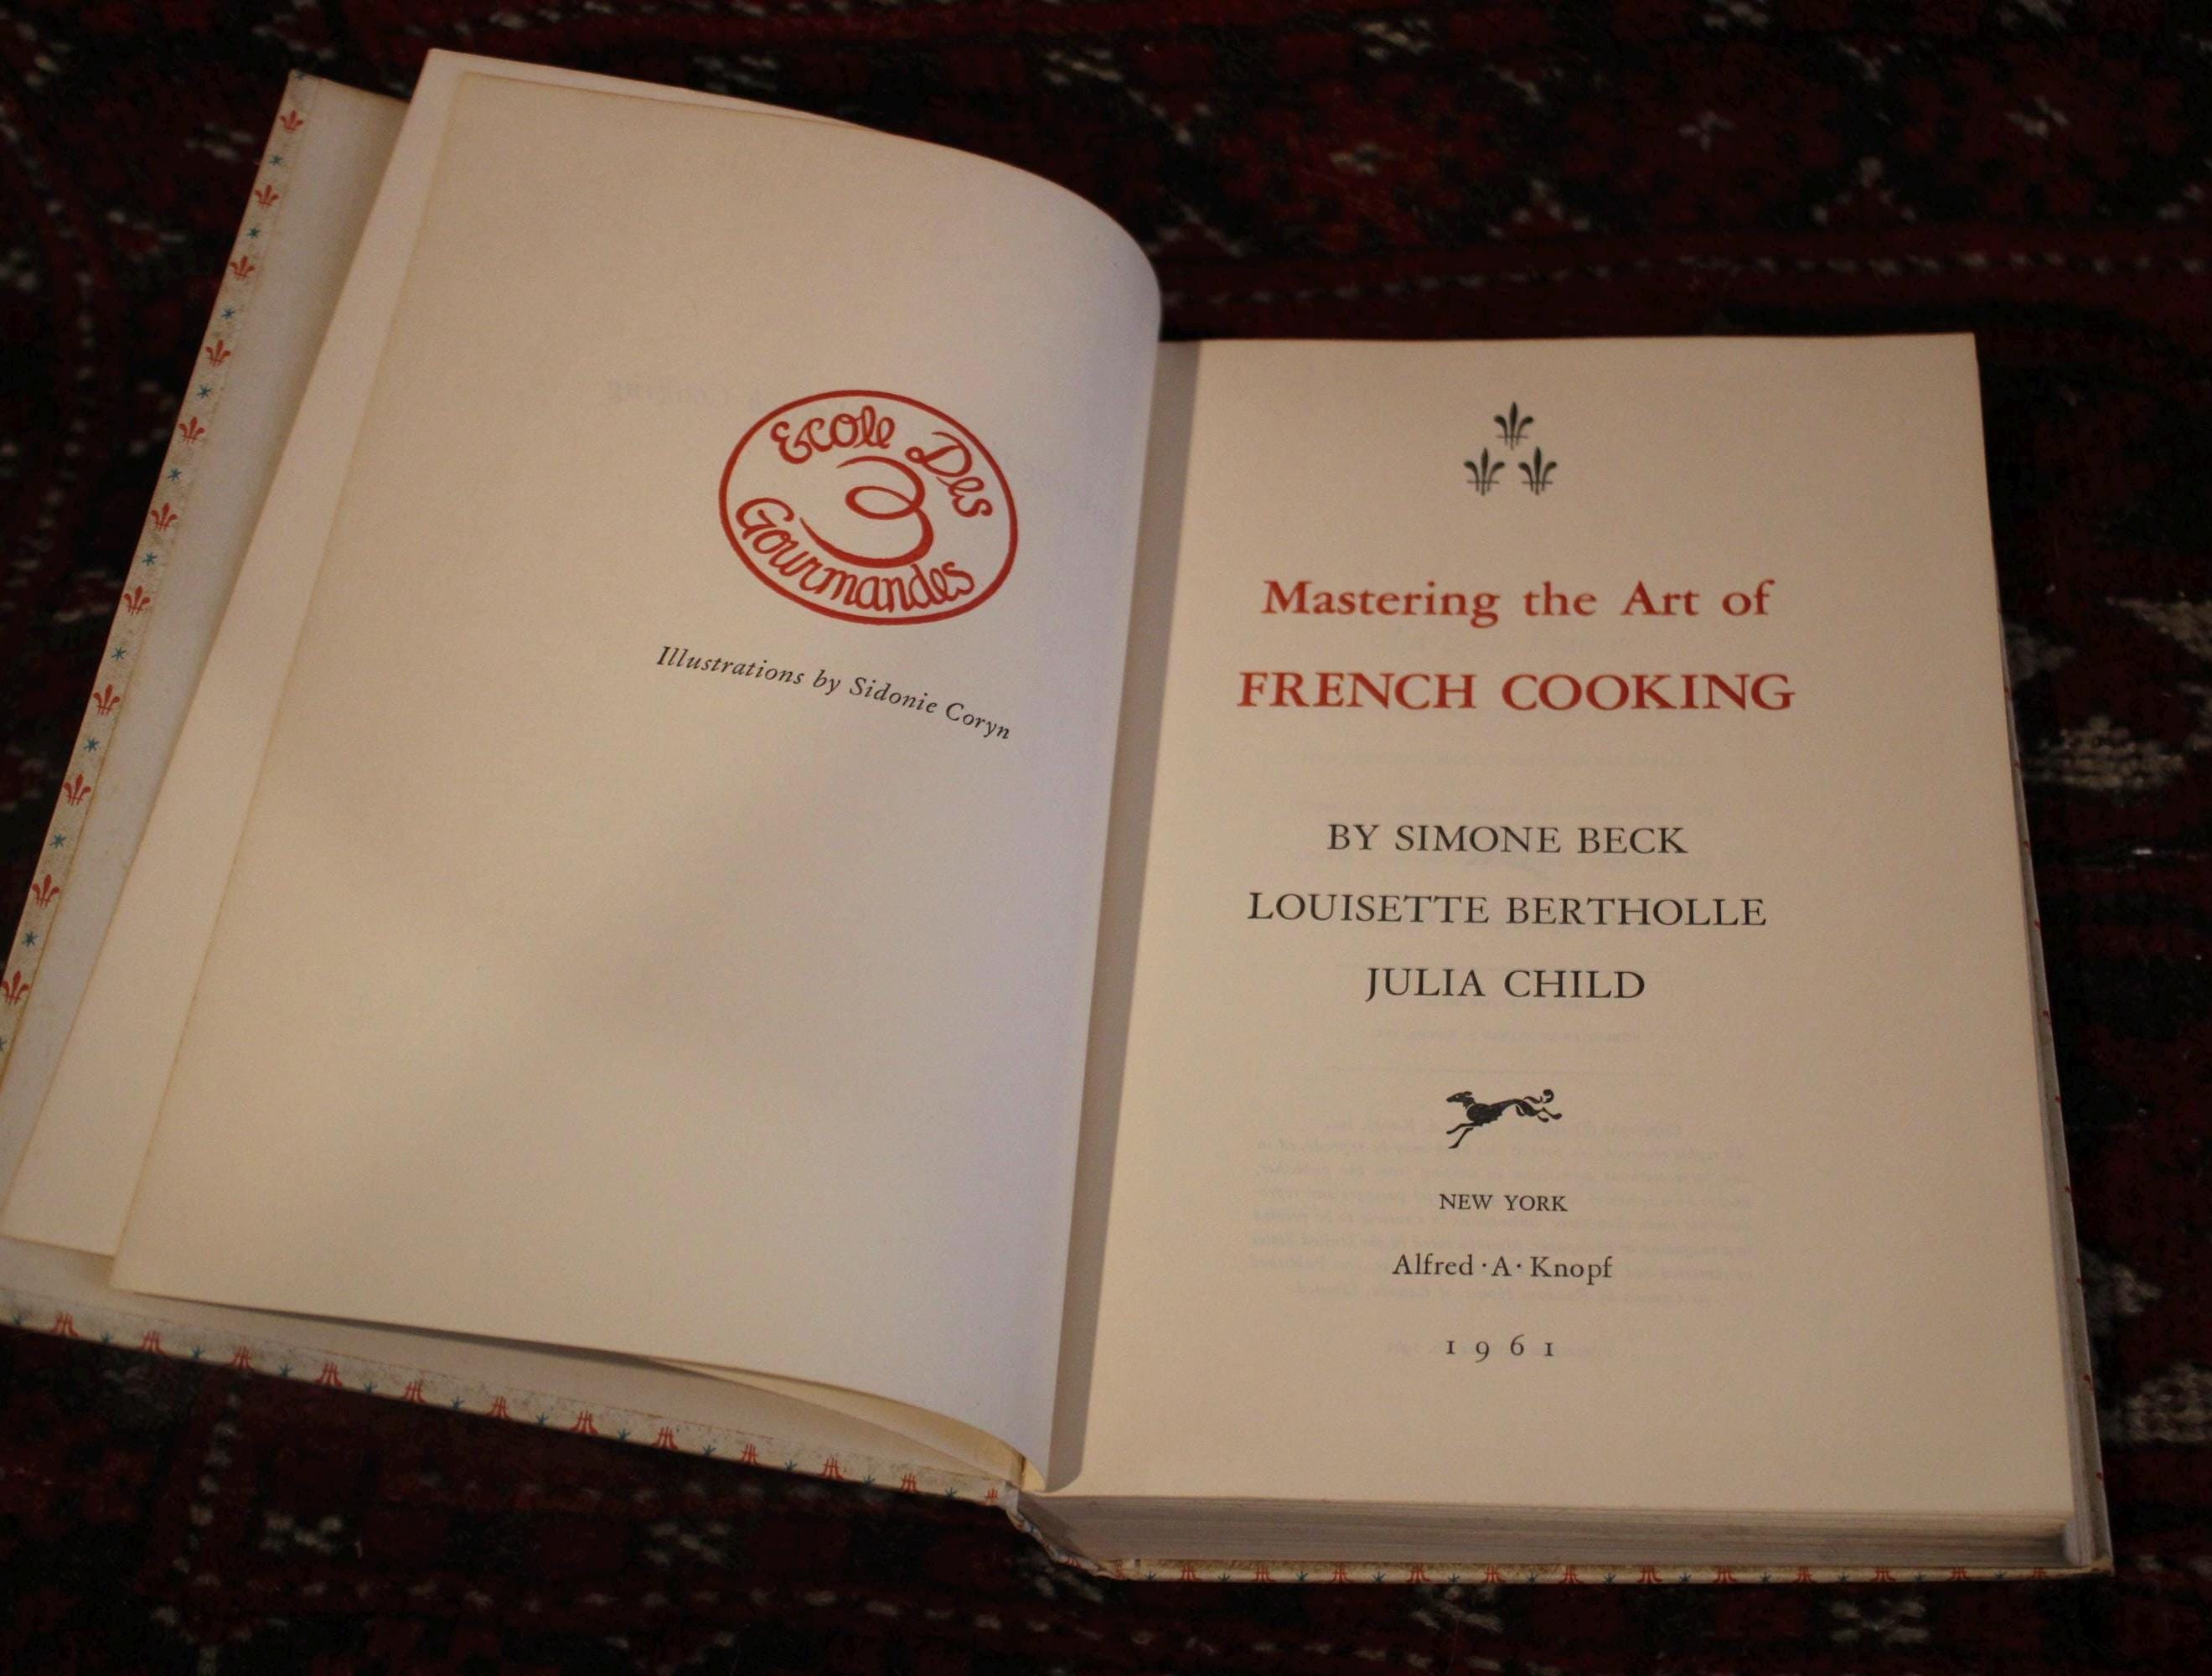 Ecole Des
3
Gourmandes
Illustrations by Sidonie Coryn
Mastering the Art of
FRENCH COOKING
BY SIMONE BECK
LOUISETTE BERTHOLLE
JULIA CHILD
NEW YORK
Alfred · A · Knopf
1961